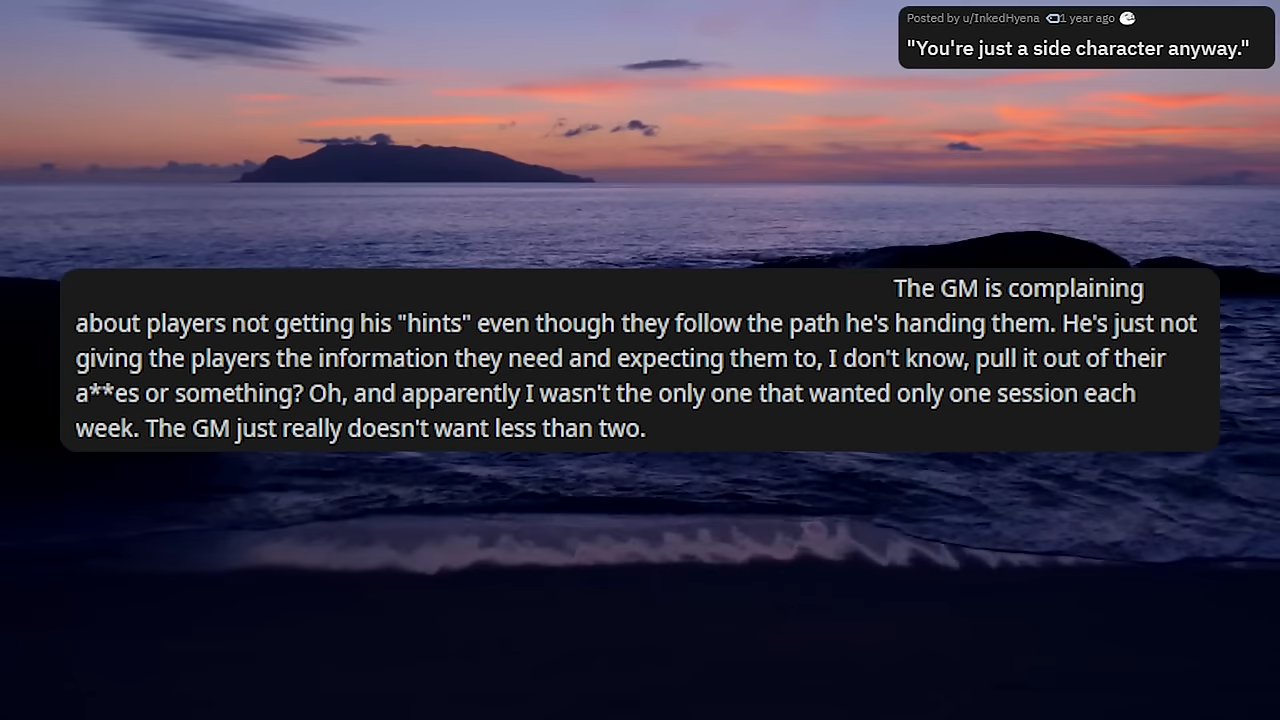 Posted by u/InkedHyena 1 year ago
"You're just a side character anyway."
The GM is complaining
about players not getting his "hints" even though they follow the path he's handing them. He's just not
giving the players the information they need and expecting them to, I don't know, pull it out of their
a**es or something? Oh, and apparently I wasn't the only one that wanted only one session each
week. The GM just really doesn't want less than two.